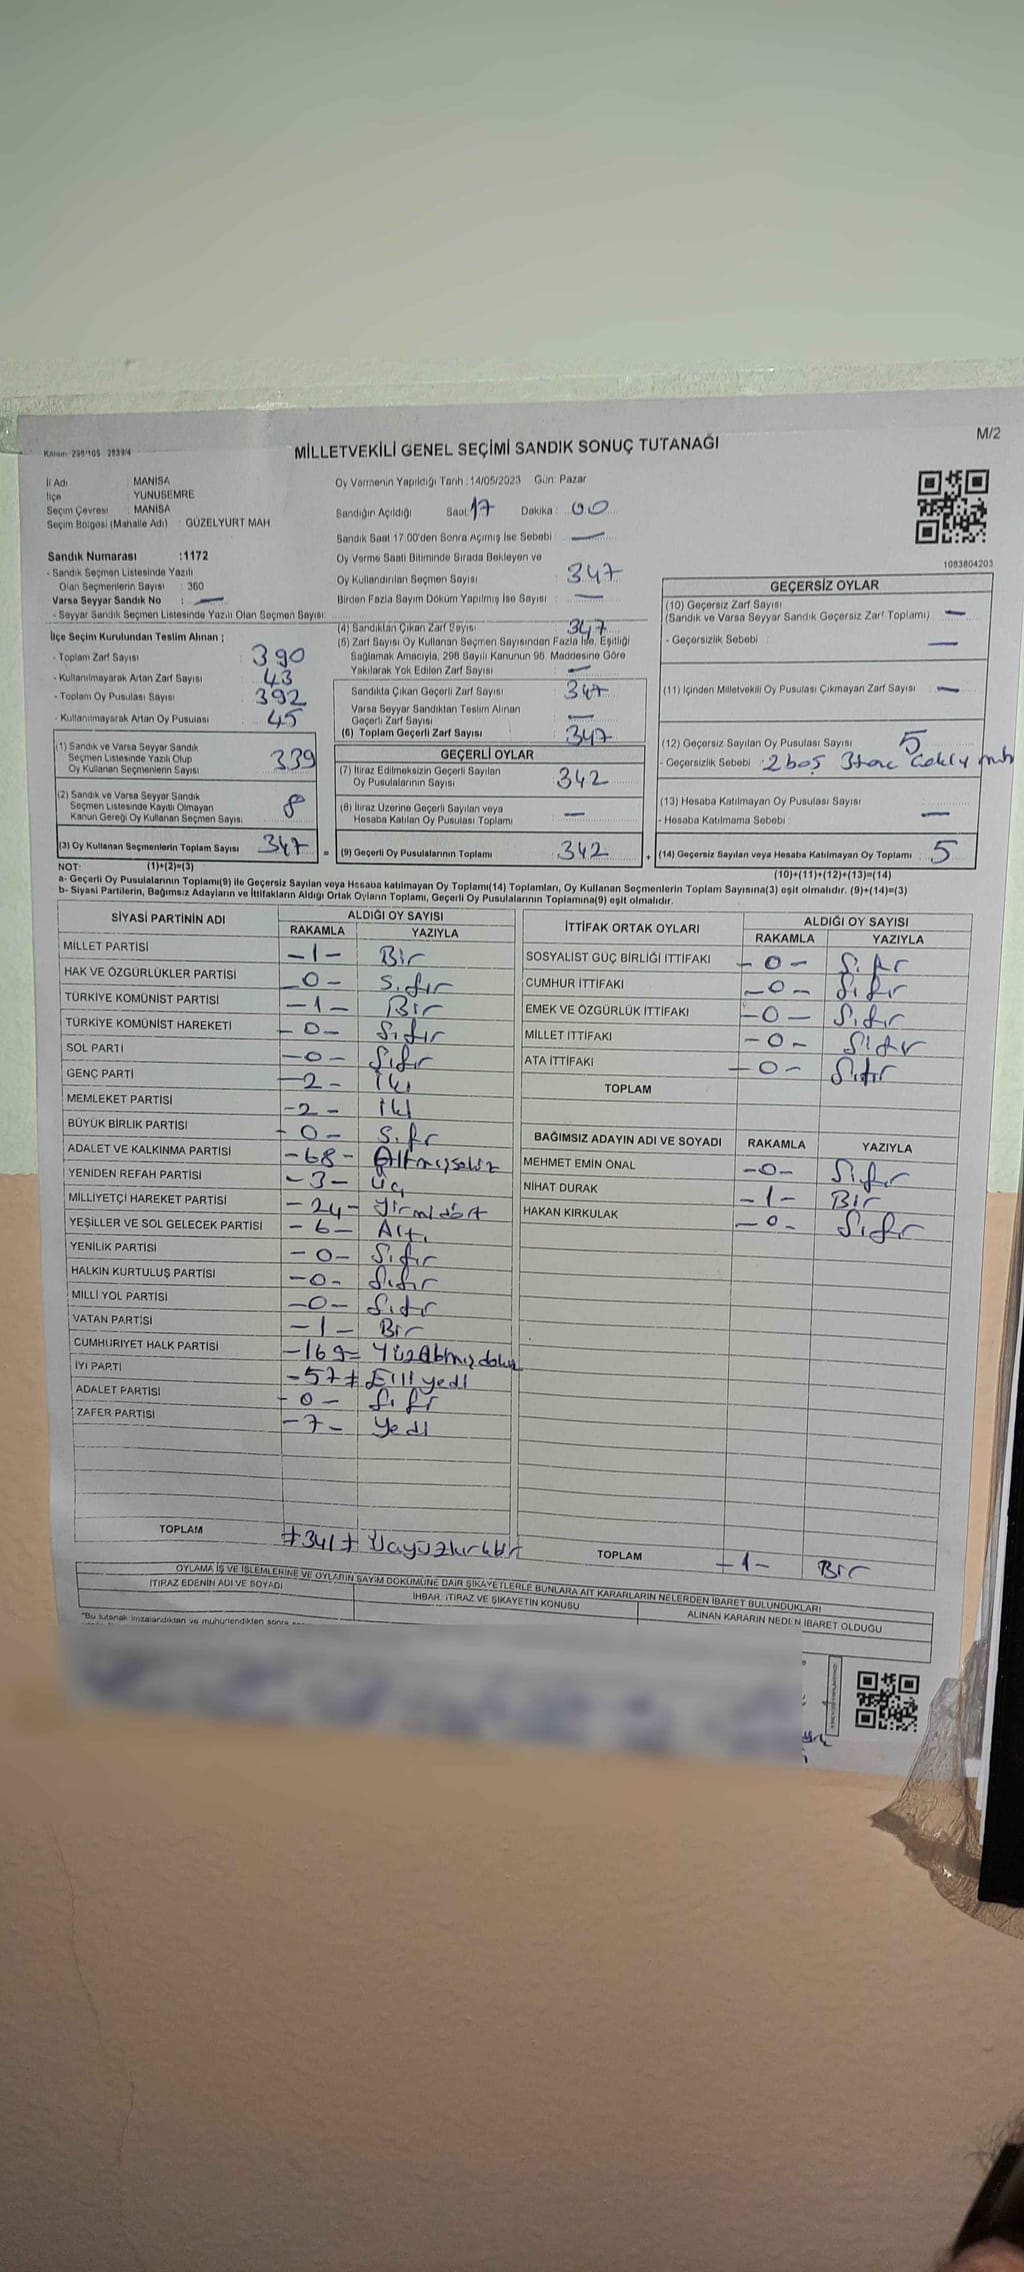 Kanun 298/105 2839/4
MİLLETVEKİLİ GENEL SEÇİMİ SANDIK SONUÇ TUTANAĞI
M/2
İl Adı : MANİSA
İlçe : YUNUSEMRE
Seçim Çevresi : MANİSA
Seçim Bölgesi (Mahalle Adı) : GÜZELYURT MAH.
Oy Vermenin Yapıldığı Tarih :14/05/2023 Gün: Pazar
Sandığın Açıldığı Saat: 17 Dakika : 00
Sandık Saat 17:00'den Sonra Açılmış İse Sebebi : —
Sandık Numarası :1172
- Sandık Seçmen Listesinde Yazılı
Olan Seçmenlerin Sayısı : 360
Varsa Seyyar Sandık No : —
- Seyyar Sandık Seçmen Listesinde Yazılı Olan Seçmen Sayısı:
Oy Verme Saati Bitiminde Sırada Bekleyen ve
Oy Kullandırılan Seçmen Sayısı : 347
Birden Fazla Sayım Döküm Yapılmış İse Sayısı : —
1083804203
İlçe Seçim Kurulundan Teslim Alınan ;
- Toplam Zarf Sayısı : 390
- Kullanılmayarak Artan Zarf Sayısı : 43
- Toplam Oy Pusulası Sayısı : 392
- Kullanılmayarak Artan Oy Pusulası : 45
(4) Sandıktan Çıkan Zarf Sayısı : 347
(5) Zarf Sayısı Oy Kullanan Seçmen Sayısından Fazla İse, Eşitliği
Sağlamak Amacıyla, 298 Sayılı Kanunun 98. Maddesine Göre
Yakılarak Yok Edilen Zarf Sayısı : —
Sandıkta Çıkan Geçerli Zarf Sayısı : 347
Varsa Seyyar Sandıktan Teslim Alınan
Geçerli Zarf Sayısı : —
(6) Toplam Geçerli Zarf Sayısı : 347
GEÇERSİZ OYLAR
(10) Geçersiz Zarf Sayısı
(Sandık ve Varsa Seyyar Sandık Geçersiz Zarf Toplamı) : —
- Geçersizlik Sebebi : —
(11) İçinden Milletvekili Oy Pusulası Çıkmayan Zarf Sayısı : —
(12) Geçersiz Sayılan Oy Pusulası Sayısı : 5
- Geçersizlik Sebebi : 2 boş 3
(13) Hesaba Katılmayan Oy Pusulası Sayısı :
- Hesaba Katılmama Sebebi : —
(14) Geçersiz Sayılan veya Hesaba Katılmayan Oy Toplamı : 5
(10)+(11)+(12)+(13)=(14)
(1) Sandık ve Varsa Seyyar Sandık
Seçmen Listesinde Yazılı Olup
Oy Kullanan Seçmenlerin Sayısı : 339
(2) Sandık ve Varsa Seyyar Sandık
Seçmen Listesinde Kayıtlı Olmayan
Kanun Gereği Oy Kullanan Seçmen Sayısı : 8
(3) Oy Kullanan Seçmenlerin Toplam Sayısı : 347 =
GEÇERLİ OYLAR
(7) İtiraz Edilmeksizin Geçerli Sayılan
Oy Pusulalarının Sayısı : 342
(8) İtiraz Üzerine Geçerli Sayılan veya
Hesaba Katılan Oy Pusulası Toplamı : —
(9) Geçerli Oy Pusulalarının Toplamı : 342 +
NOT: (1)+(2)=(3)
a- Geçerli Oy Pusulalarının Toplamı(9) ile Geçersiz Sayılan veya Hesaba katılmayan Oy Toplamı(14) Toplamları, Oy Kullanan Seçmenlerin Toplam Sayısına(3) eşit olmalıdır. (9)+(14)=(3)
b- Siyasi Partilerin, Bağımsız Adayların ve İttifakların Aldığı Ortak Oyların Toplamı, Geçerli Oy Pusulalarının Toplamına(9) eşit olmalıdır.
SİYASİ PARTİNİN ADI ALDIĞI OY SAYISI
RAKAMLA YAZIYLA
MİLLET PARTİSİ -1- Bir
HAK VE ÖZGÜRLÜKLER PARTİSİ -0- Sıfır
TÜRKİYE KOMÜNİST PARTİSİ -1- Bir
TÜRKİYE KOMÜNİST HAREKETİ -0- Sıfır
SOL PARTİ -0- Sıfır
GENÇ PARTİ -2- İki
MEMLEKET PARTİSİ -2- İki
BÜYÜK BİRLİK PARTİSİ -0- Sıfır
ADALET VE KALKINMA PARTİSİ -68- Altmışsekiz
YENİDEN REFAH PARTİSİ -3- Üç
MİLLİYETÇİ HAREKET PARTİSİ -24- Yirmidört
YEŞİLLER VE SOL GELECEK PARTİSİ -6- Altı
YENİLİK PARTİSİ -0- Sıfır
HALKIN KURTULUŞ PARTİSİ -0- Sıfır
MİLLİ YOL PARTİSİ -0- Sıfır
VATAN PARTİSİ -1- Bir
CUMHURİYET HALK PARTİSİ -169= Yüzaltmışdokuz
İYİ PARTİ -57≠ Elliyedi
ADALET PARTİSİ -0- Sıfır
ZAFER PARTİSİ -7- Yedi
TOPLAM ≠341≠ Üçyüzkırkbir
İTTİFAK ORTAK OYLARI ALDIĞI OY SAYISI
RAKAMLA YAZIYLA
SOSYALİST GÜÇ BİRLİĞİ İTTİFAKI -0- Sıfır
CUMHUR İTTİFAKI -0- Sıfır
EMEK VE ÖZGÜRLÜK İTTİFAKI -0- Sıfır
MİLLET İTTİFAKI -0- Sıfır
ATA İTTİFAKI -0- Sıfır
TOPLAM
BAĞIMSIZ ADAYIN ADI VE SOYADI RAKAMLA YAZIYLA
MEHMET EMİN ÖNAL -0- Sıfır
NİHAT DURAK -1- Bir
HAKAN KIRKULAK -0- Sıfır
TOPLAM -1- Bir
OYLAMA İŞ VE İŞLEMLERİNE VE OYLARIN SAYIM DÖKÜMÜNE DAİR ŞİKAYETLERLE BUNLARA AİT KARARLARIN NELERDEN İBARET BULUNDUKLARI
İTİRAZ EDENİN ADI VE SOYADI İHBAR, İTİRAZ VE ŞİKAYETİN KONUSU ALINAN KARARIN NEDEN İBARET OLDUĞU
"Bu tutanak imzalandıktan ve mühürlendikten sonra